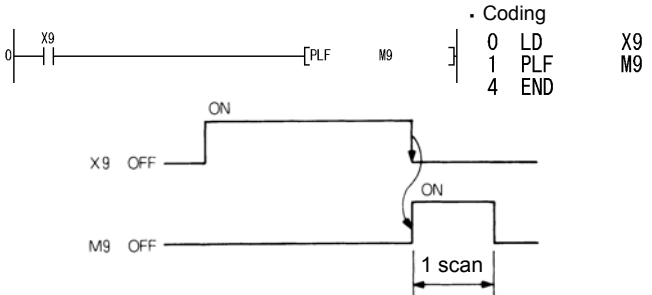 X9
0 [PLF M9 ]
▪ Coding
0 LD X9
1 PLF M9
4 END
ON
X9 OFF
ON
M9 OFF
1 scan